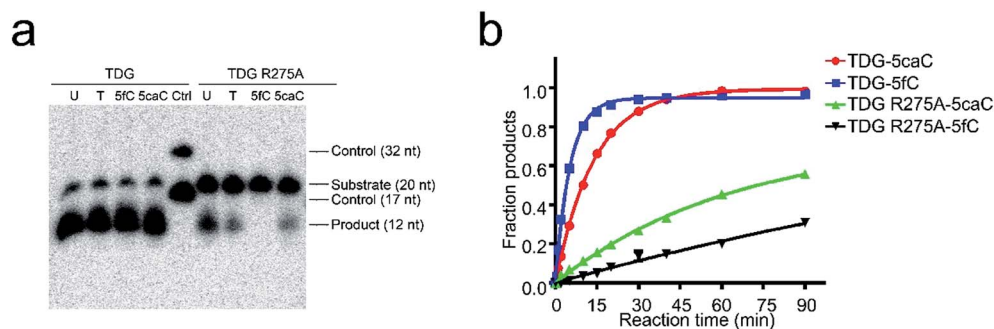 a
TDG
TDG R275A
U T 5fC 5caC Ctrl U T 5fC 5caC
Control (32 nt)
Substrate (20 nt)
Control (17 nt)
Product (12 nt)
b
TDG-5caC
TDG-5fC
TDG R275A-5caC
TDG R275A-5fC
Fraction products
1.0
0.8
0.6
0.4
0.2
0.0
0 15 30 45 60 75 90
Reaction time (min)